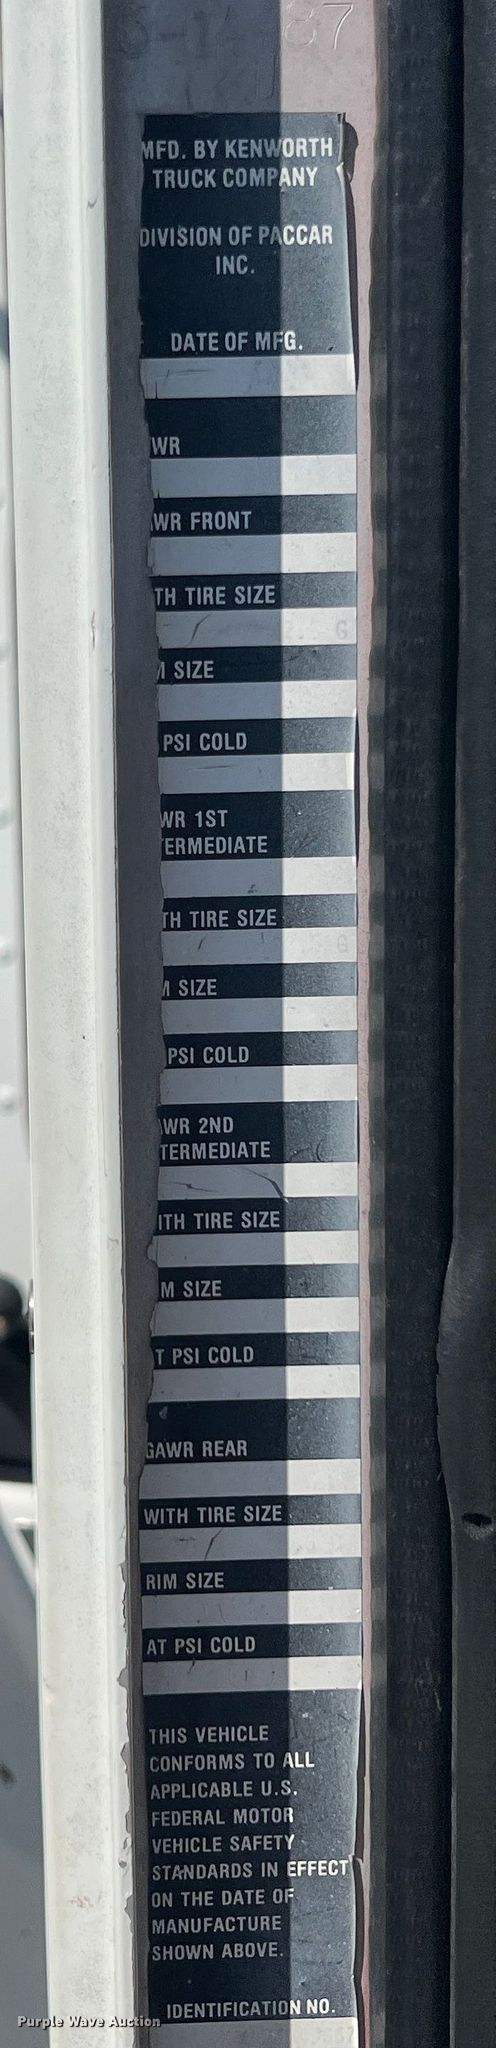 87
MFD. BY KENWORTH
TRUCK COMPANY
DIVISION OF PACCAR
INC.
DATE OF MFG.
WR
WR FRONT
TH TIRE SIZE
G
M SIZE
PSI COLD
WR 1ST
TERMEDIATE
TH TIRE SIZE
G
M SIZE
PSI COLD
WR 2ND
TERMEDIATE
ITH TIRE SIZE
M SIZE
T PSI COLD
GAWR REAR
WITH TIRE SIZE
RIM SIZE
AT PSI COLD
THIS VEHICLE
CONFORMS TO ALL
APPLICABLE U.S.
FEDERAL MOTOR
VEHICLE SAFETY
STANDARDS IN EFFECT
ON THE DATE OF
MANUFACTURE
SHOWN ABOVE.
IDENTIFICATION NO.
Purple Wave Auction